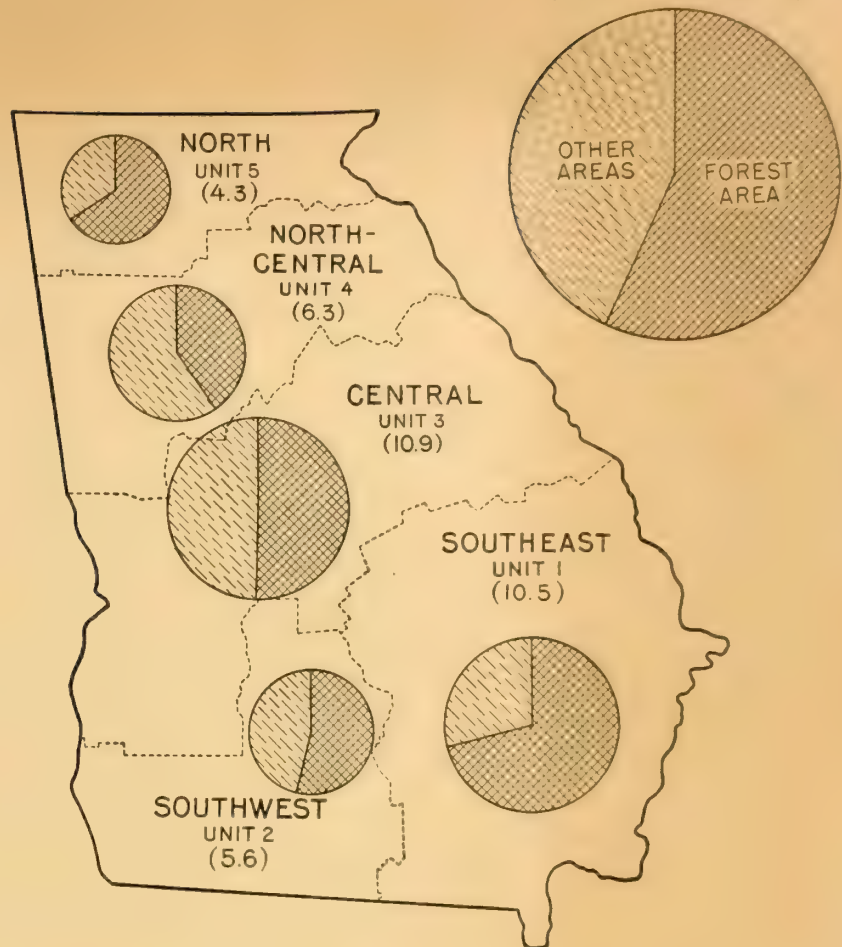 OTHER
AREAS
FOREST
AREA
NORTH
UNIT 5
(4.3)
NORTH-
CENTRAL
UNIT 4
(6.3)
CENTRAL
UNIT 3
(10.9)
SOUTHEAST
UNIT 1
(10.5)
SOUTHWEST
UNIT 2
(5.6)